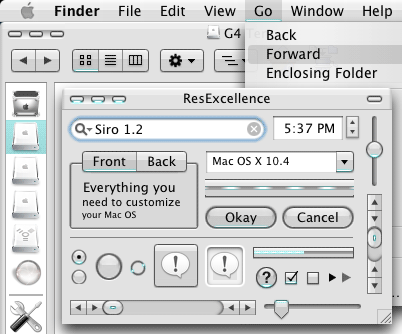 Finder File Edit View Go Window Help
Back
Forward
Enclosing Folder
G4 Te
ResExcellence
Siro 1.2
5:37 PM
Front Back
Mac OS X 10.4
Everything you
need to customize
your Mac OS
Okay Cancel
?
! !